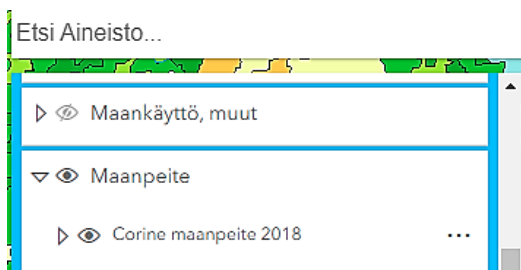 Etsi Aineisto...
Maankäyttö, muut
Maanpeite
Corine maanpeite 2018